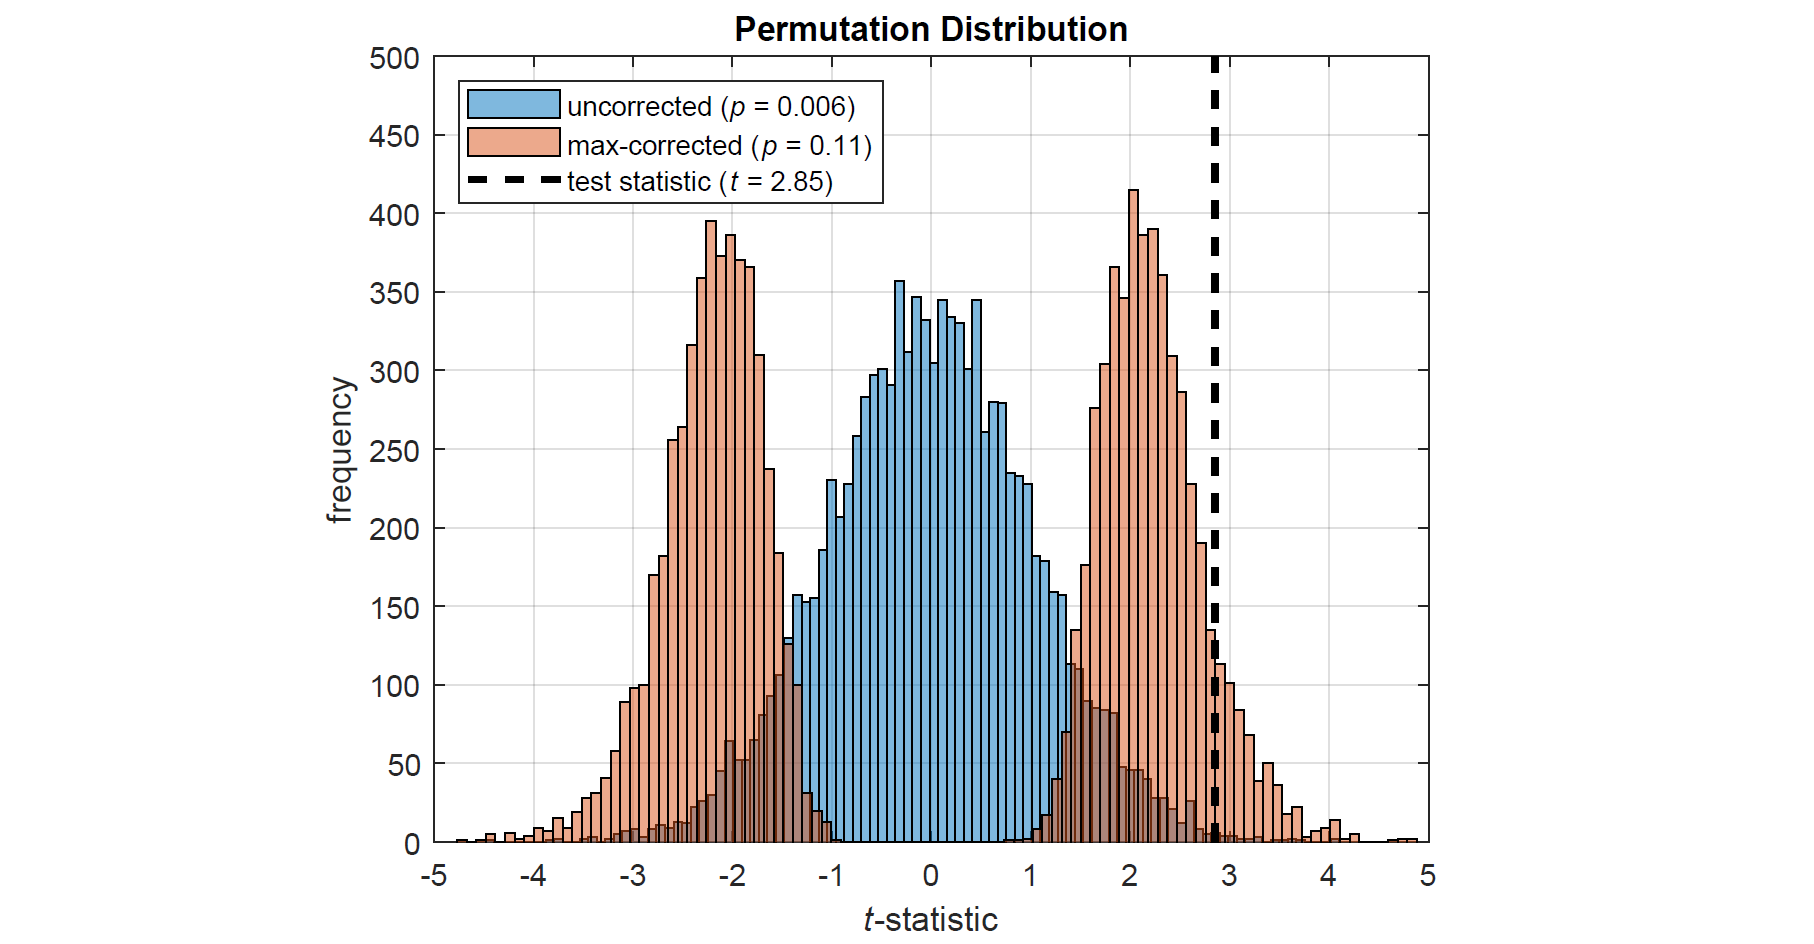 Permutation Distribution
500
450
400
350
300
250
200
150
100
50
0
frequency
uncorrected (p = 0.006)
max-corrected (p = 0.11)
test statistic (t = 2.85)
-5 -4 -3 -2 -1 0 1 2 3 4 5
t-statistic